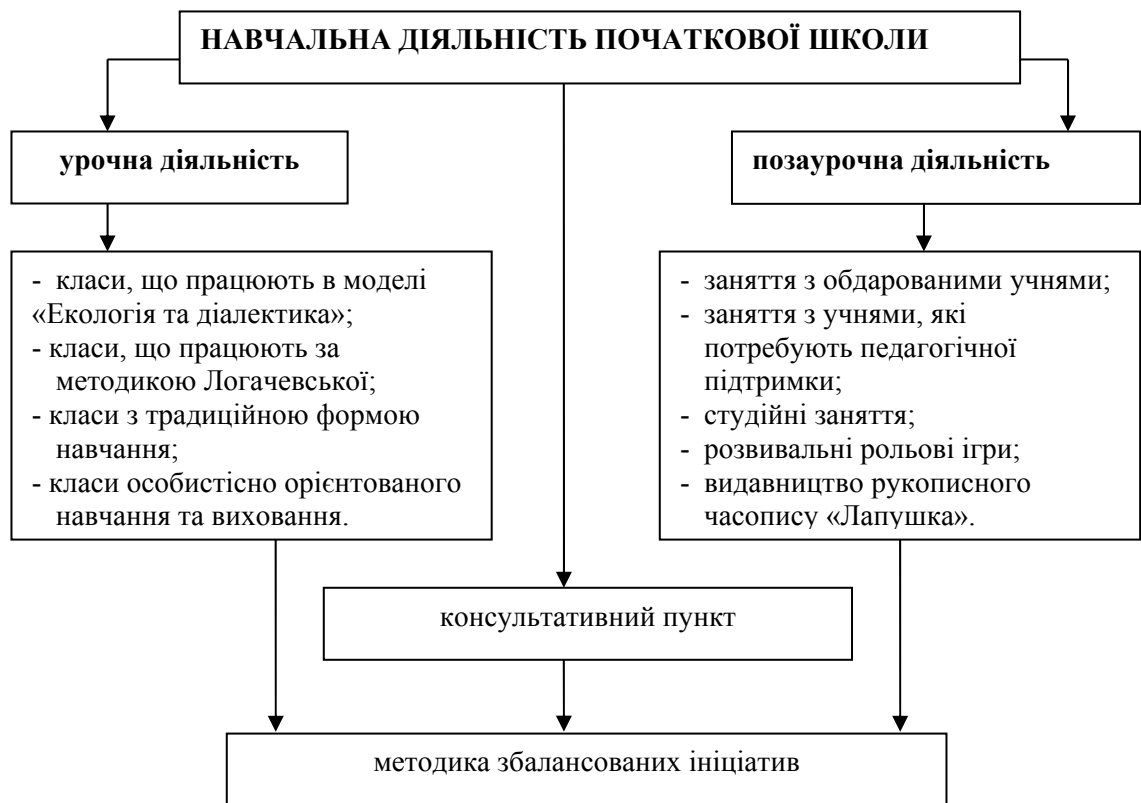 НАВЧАЛЬНА ДІЯЛЬНІСТЬ ПОЧАТКОВОЇ ШКОЛИ
урочна діяльність
позаурочна діяльність
- класи, що працюють в моделі
«Екологія та діалектика»;
- класи, що працюють за
методикою Логачевської;
- класи з традиційною формою
навчання;
- класи особистісно орієнтованого
навчання та виховання.
- заняття з обдарованими учнями;
- заняття з учнями, які
потребують педагогічної
підтримки;
- студійні заняття;
- розвивальні рольові ігри;
- видавництво рукописного
часопису «Лапушка».
консультативний пункт
методика збалансованих ініціатив